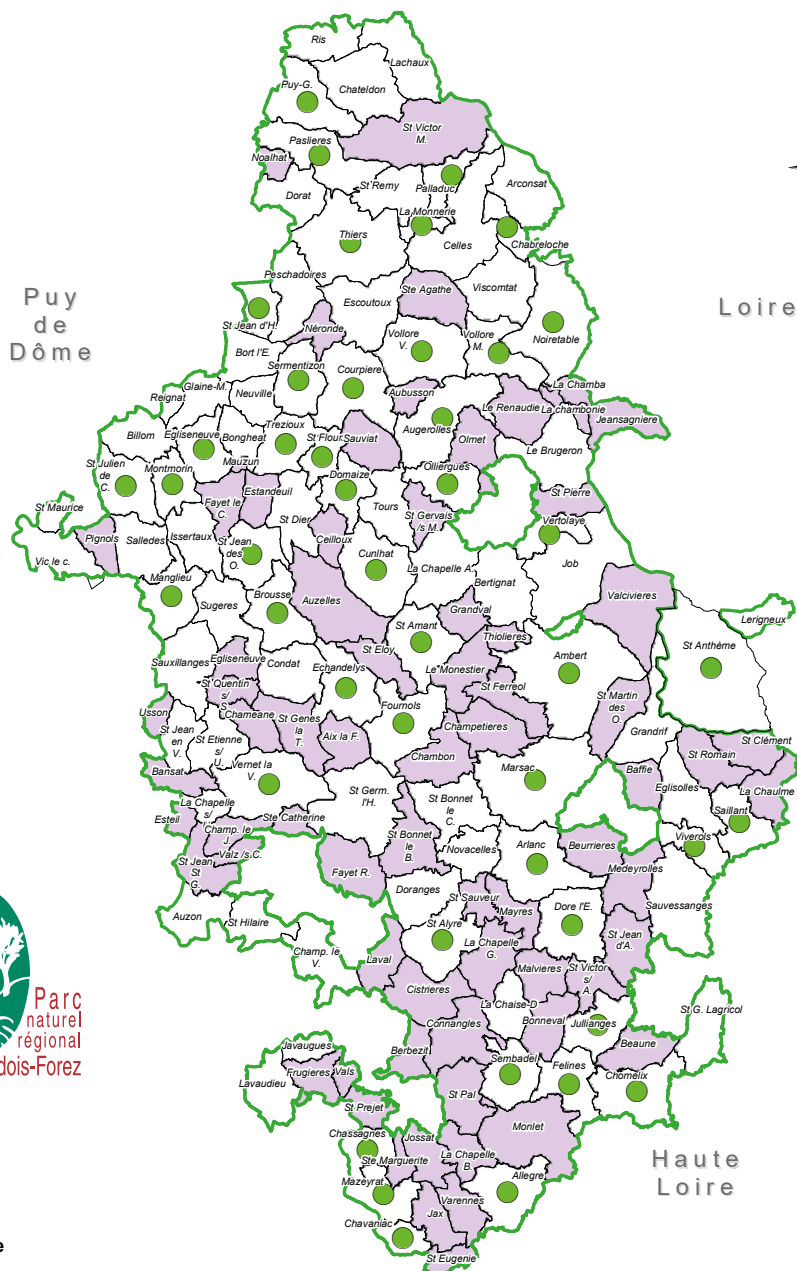 Ris
Lachaux
Puy-G.
Chateldon
St Victor
M.
Paslieres
Noalhat
St Remy
Palladuc
Arconsat
Dorat
La Monnerie
Thiers
Celles
Chabreloche
Peschadoires
Ste Agathe
Viscomtat
Escoutoux
Puy
de
Dôme
Loire
St Jean d'H.
Néronde
Vollore
V.
Vollore
M.
Noiretable
Bort l'E.
Sermentizon
Courpiere
Glaine-M.
Reignat
Neuville
Aubusson
La Chamba
Le Renaudie
La chambonie
Jeansagniere
Billom
Egliseneuve
Bongheat
Trezioux
St Flour
Sauviat
Augerolles
Olmet
Le Brugeron
St Julien
de
C.
Montmorin
Mauzun
Domaize
Olliergues
Fayet le
C.
Estandeuil
St Pierre
St Maurice
Pignols
Salledes
Issertaux
St Dier
Tours
St Gervais
/s M.
Vertolaye
Vic le c.
St Jean
des
O.
Ceilloux
Cunlhat
Job
Manglieu
La Chapelle A.
Bertignat
Sugeres
Brousse
Auzelles
Valcivieres
Grandval
Lerigneux
St Amant
Thiolieres
St Anthème
Sauxillanges
Egliseneuve
Condat
St Eloy
Echandelys
Le Monestier
Ambert
St Quentin
s/
S.
St Ferreol
St Martin
des
O.
Usson
St Jean
en
V.
Chameane
St Genes
la
T.
Aix la F.
Fournols
Champetieres
Grandrif
St Etienne
s/
U.
St Clément
St Romain
Bansat
Vernet la
V.
Chambon
Marsac
Baffie
Eglisolles
La Chaulme
La Chapelle
s/
St Germ.
l'H.
St Bonnet
le
C.
Saillant
Esteil
Champ. le
J.
Ste Catherine
St Bonnet
le
B.
Valz /s C.
Novacelles
Arlanc
Beurrieres
Viverols
St Jean
St
G.
Fayet R.
Medeyrolles
Doranges
St Sauveur
Sauvessanges
Auzon
St Hilaire
St Alyre
Mayres
Dore l'E.
St Jean
d'A.
Champ. le
V.
Laval
La Chapelle
G.
Malvieres
St Victor
s/
A.
Cistrieres
La Chaise-D
St G. Lagricol
Connangles
Bonneval
Jullianges
Parc
naturel
régional
dois-Forez
Javaugues
Berbezit
Beaune
Lavaudieu
Frugieres
Vals
Sembadel
Felines
Chomelix
St Prejet
St Pal
Chassagnes
Jossat
Monlet
Ste Marguerite
La Chapelle
B.
Haute
Loire
Mazeyrat
Allegre
Varennes
Jax
Chavaniac
e
St Eugenie